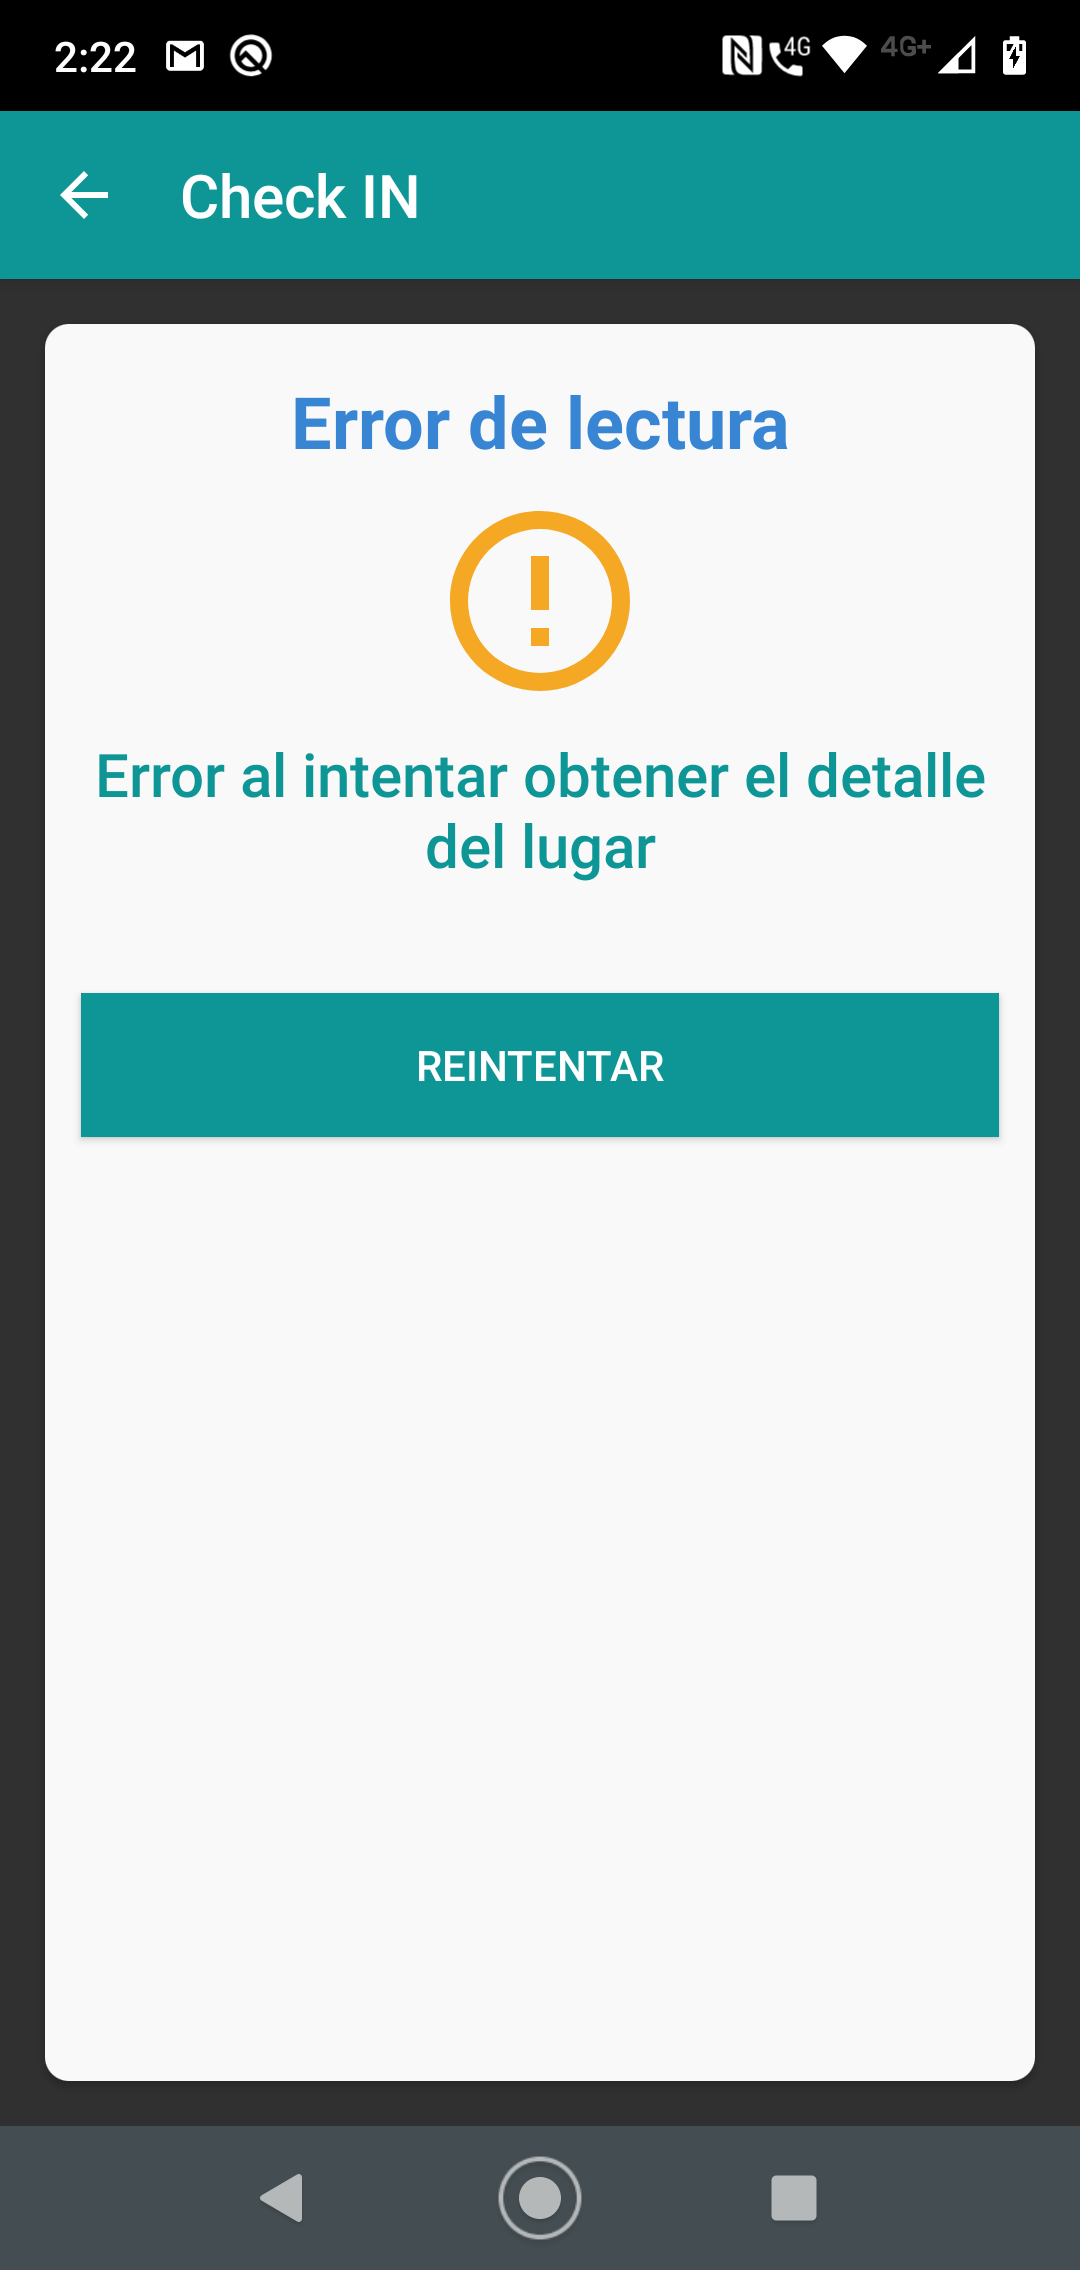 2:22
4G
4G+
Check IN
Error de lectura
Error al intentar obtener el detalle
del lugar
REINTENTAR